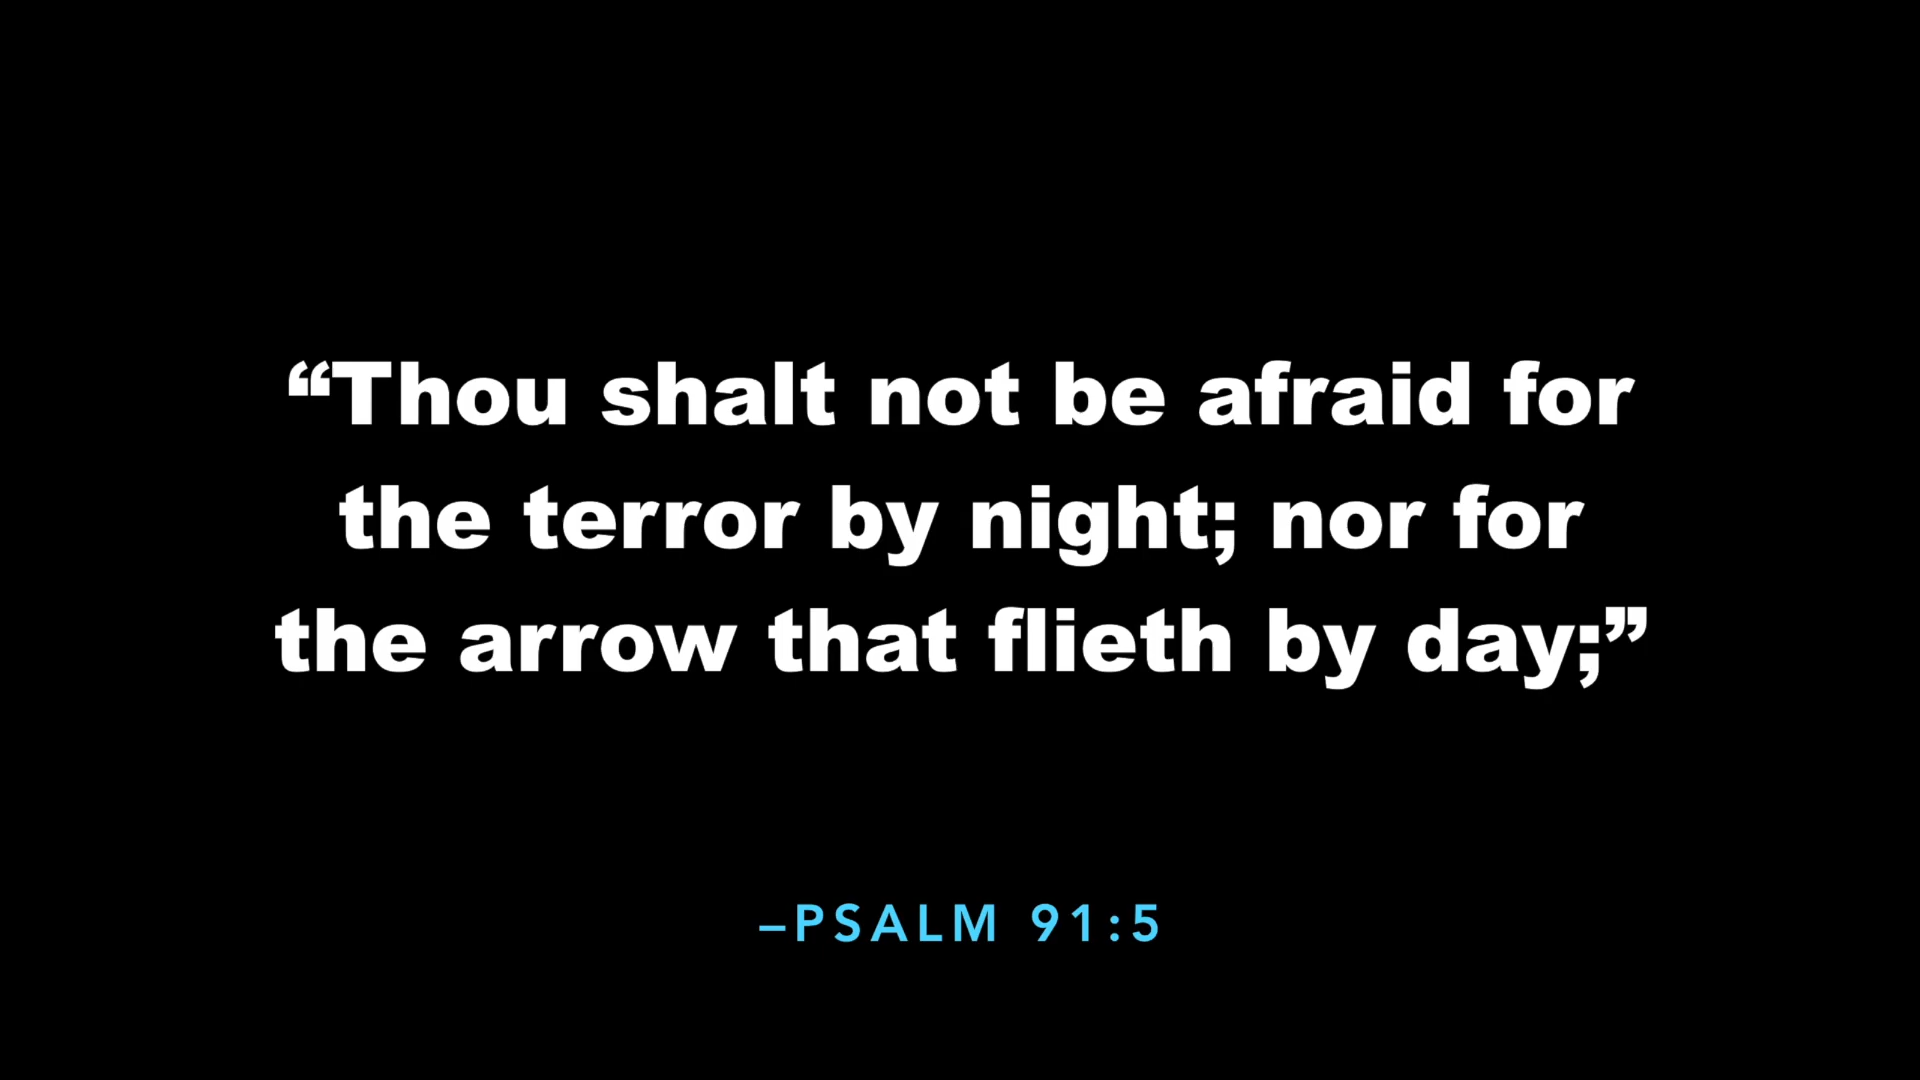 “Thou shalt not be afraid for
the terror by night; nor for
the arrow that flieth by day;”
–PSALM 91:5